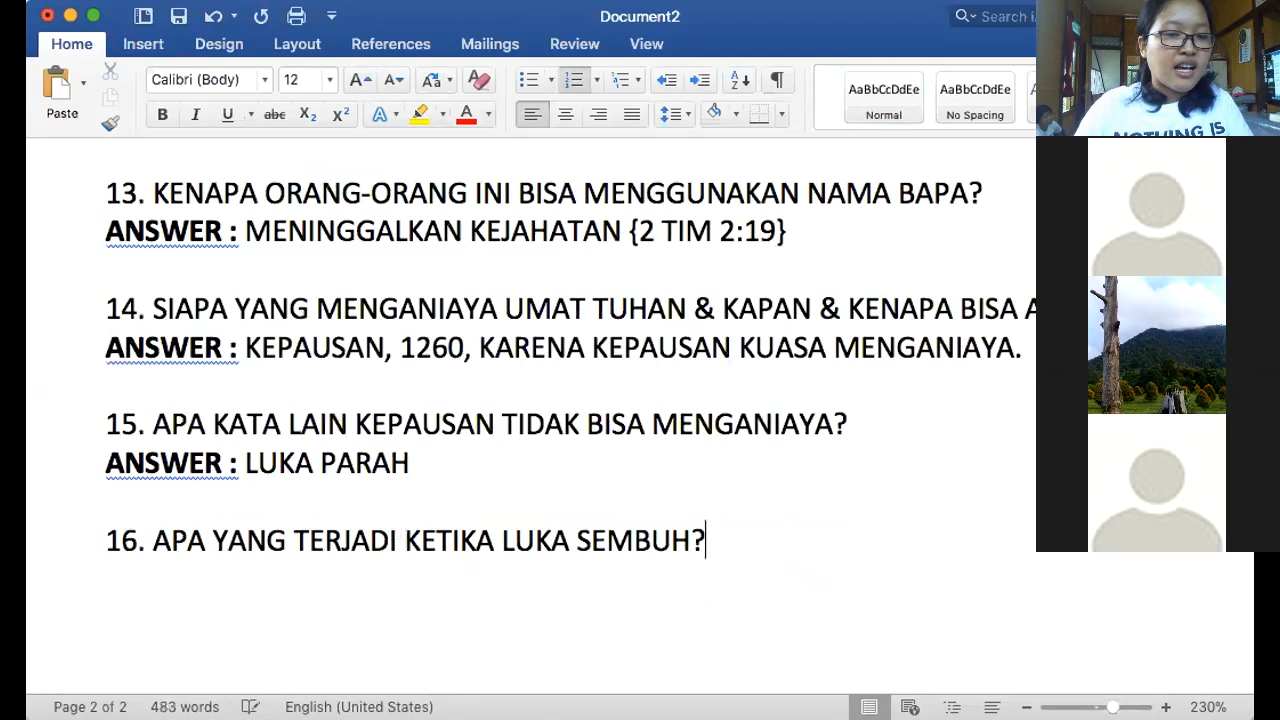 Document2
Search i
Home Insert Design Layout References Mailings Review View
Paste
Calibri (Body) 12
AaBbCcDdEe AaBbCcDdEe
Normal No Spacing
NOTHING IS
13. KENAPA ORANG-ORANG INI BISA MENGGUNAKAN NAMA BAPA?
ANSWER : MENINGGALKAN KEJAHATAN {2 TIM 2:19}
14. SIAPA YANG MENGANIAYA UMAT TUHAN & KAPAN & KENAPA BISA A
ANSWER : KEPAUSAN, 1260, KARENA KEPAUSAN KUASA MENGANIAYA.
15. APA KATA LAIN KEPAUSAN TIDAK BISA MENGANIAYA?
ANSWER : LUKA PARAH
16. APA YANG TERJADI KETIKA LUKA SEMBUH?
Page 2 of 2 483 words English (United States) 230%